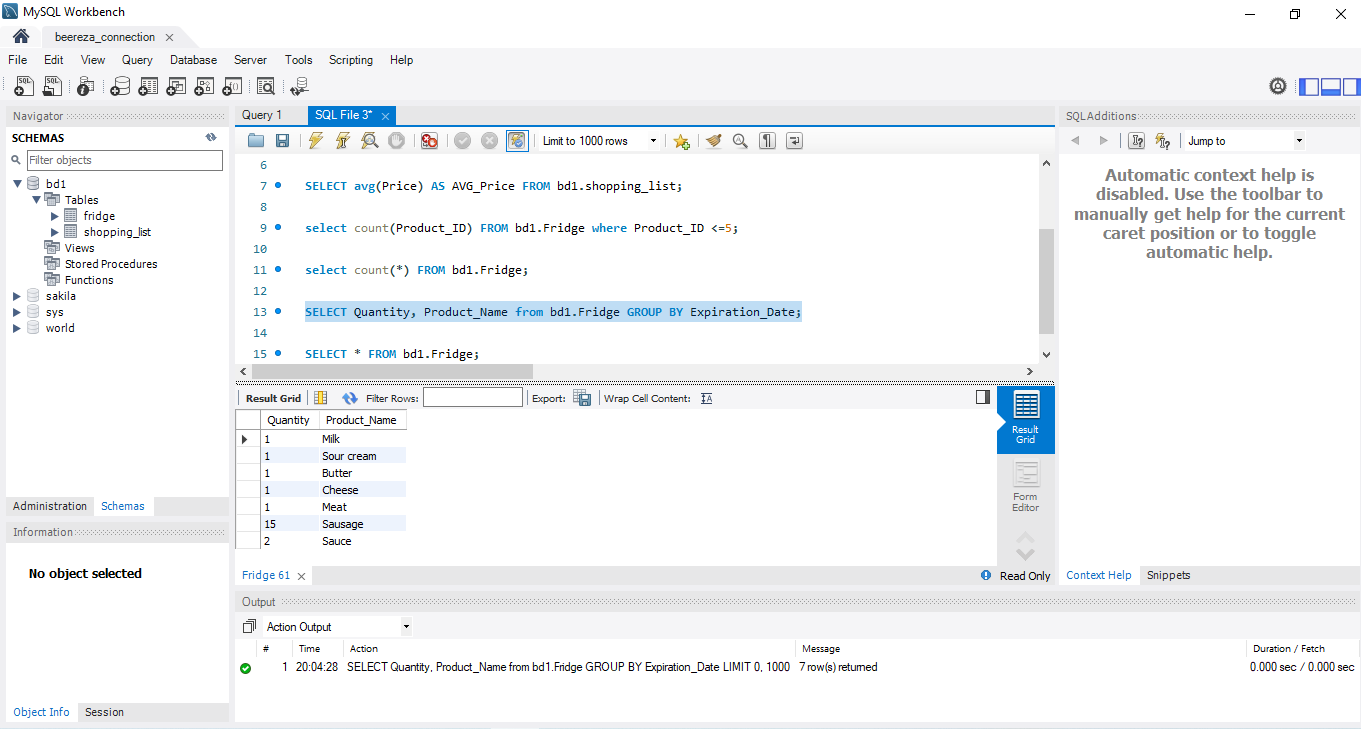 MySQL Workbench
beereza_connection
File Edit View Query Database Server Tools Scripting Help
Navigator
SCHEMAS
Filter objects
bd1
Tables
fridge
shopping_list
Views
Stored Procedures
Functions
sakila
sys
world
Administration Schemas
Information
No object selected
Object Info Session
Query 1 SQL File 3*
Limit to 1000 rows
6
7 SELECT avg(Price) AS AVG_Price FROM bd1.shopping_list;
8
9 select count(Product_ID) FROM bd1.Fridge where Product_ID <=5;
10
11 select count(*) FROM bd1.Fridge;
12
13 SELECT Quantity, Product_Name from bd1.Fridge GROUP BY Expiration_Date;
14
15 SELECT * FROM bd1.Fridge;
Result Grid Filter Rows: Export: Wrap Cell Content:
Quantity Product_Name
1 Milk
1 Sour cream
1 Butter
1 Cheese
1 Meat
15 Sausage
2 Sauce
Result
Grid
Form
Editor
Fridge 61 Read Only
SQLAdditions
Jump to
Automatic context help is
disabled. Use the toolbar to
manually get help for the current
caret position or to toggle
automatic help.
Context Help Snippets
Output
Action Output
# Time Action Message Duration / Fetch
1 20:04:28 SELECT Quantity, Product_Name from bd1.Fridge GROUP BY Expiration_Date LIMIT 0, 1000 7 row(s) returned 0.000 sec / 0.000 sec